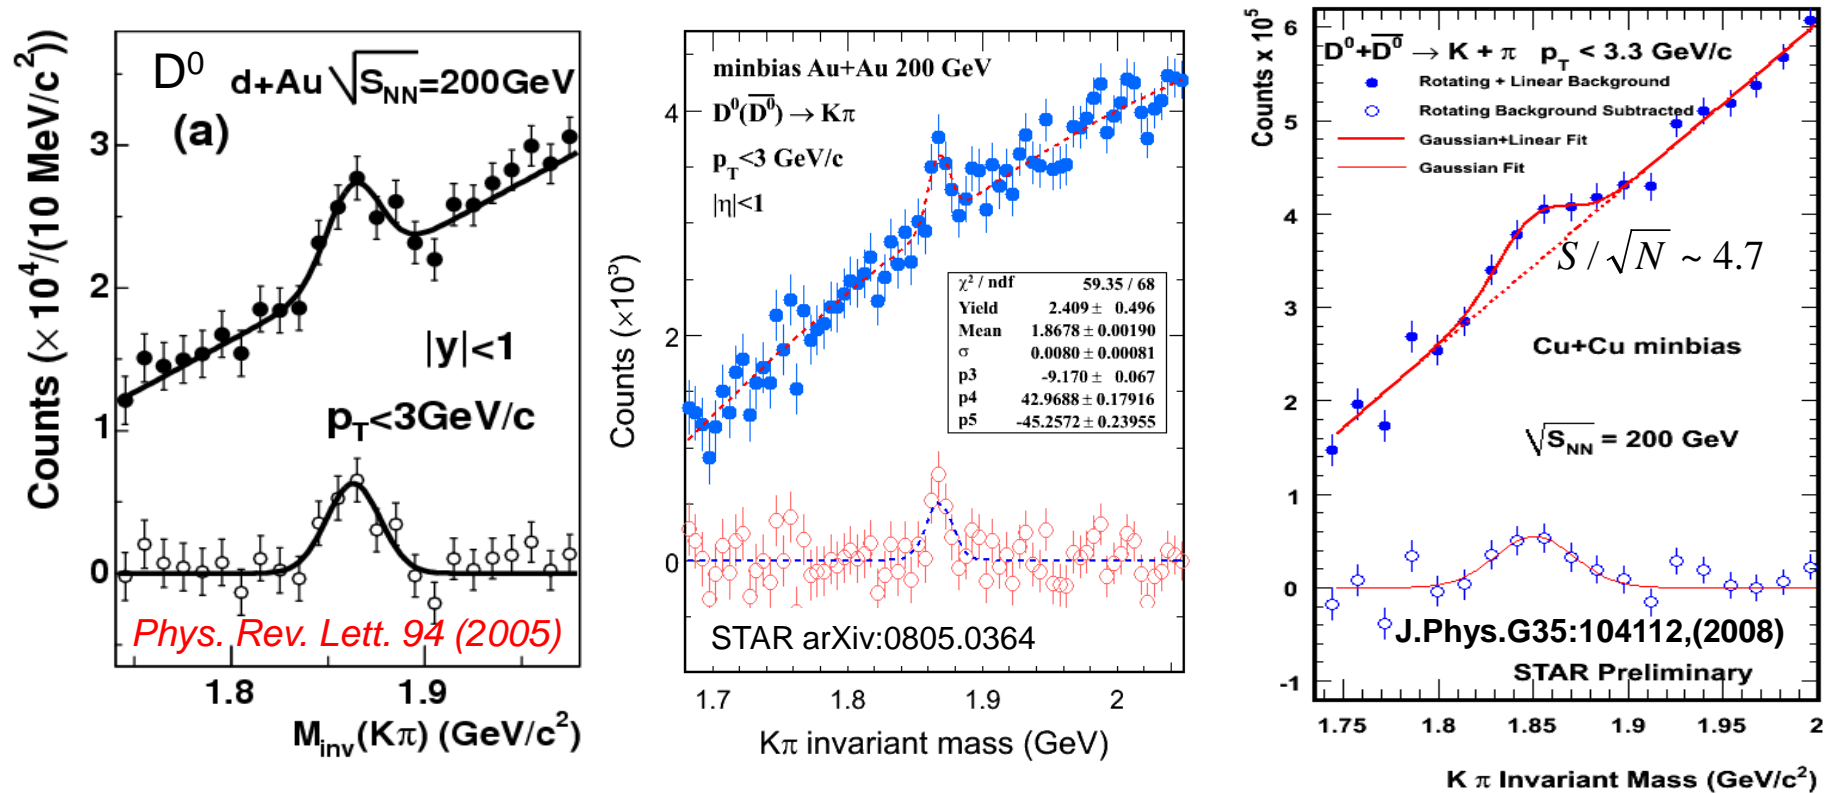 D⁰
d+Au √S_NN=200GeV
(a)
3
2
1
0
|y|<1
p_T<3GeV/c
Phys. Rev. Lett. 94 (2005)
1.8
1.9
M_inv(Kπ) (GeV/c²)
Counts (× 10⁴/(10 MeV/c²))
minbias Au+Au 200 GeV
D⁰(D̅⁰) → Kπ
p_T<3 GeV/c
|η|<1
χ² / ndf 59.35 / 68
Yield 2.409 ± 0.496
Mean 1.8678 ± 0.00190
σ 0.0080 ± 0.00081
p3 -9.170 ± 0.067
p4 42.9688 ± 0.17916
p5 -45.2572 ± 0.23955
4
2
0
STAR arXiv:0805.0364
1.7
1.8
1.9
2
Kπ invariant mass (GeV)
Counts
D⁰+D̅⁰ → K + π p_T < 3.3 GeV/c
Rotating + Linear Background
Rotating Background Subtracted
Gaussian+Linear Fit
Gaussian Fit
S / √N ~ 4.7
Cu+Cu minbias
√S_NN = 200 GeV
J.Phys.G35:104112,(2008)
STAR Preliminary
6
5
4
3
2
1
0
-1
1.75
1.8
1.85
1.9
1.95
2
K π Invariant Mass (GeV/c²)
Counts x 10⁵